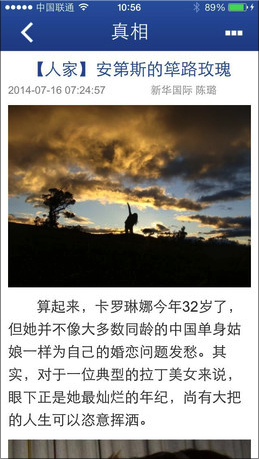 中国联通
10:56
89%
真相
【人家】安第斯的筚路玫瑰
2014-07-16 07:24:57 新华国际 陈璐
算起来，卡罗琳娜今年32岁了，
但她并不像大多数同龄的中国单身姑
娘一样为自己的婚恋问题发愁。其
实，对于一位典型的拉丁美女来说，
眼下正是她最灿烂的年纪，尚有大把
的人生可以恣意挥洒。